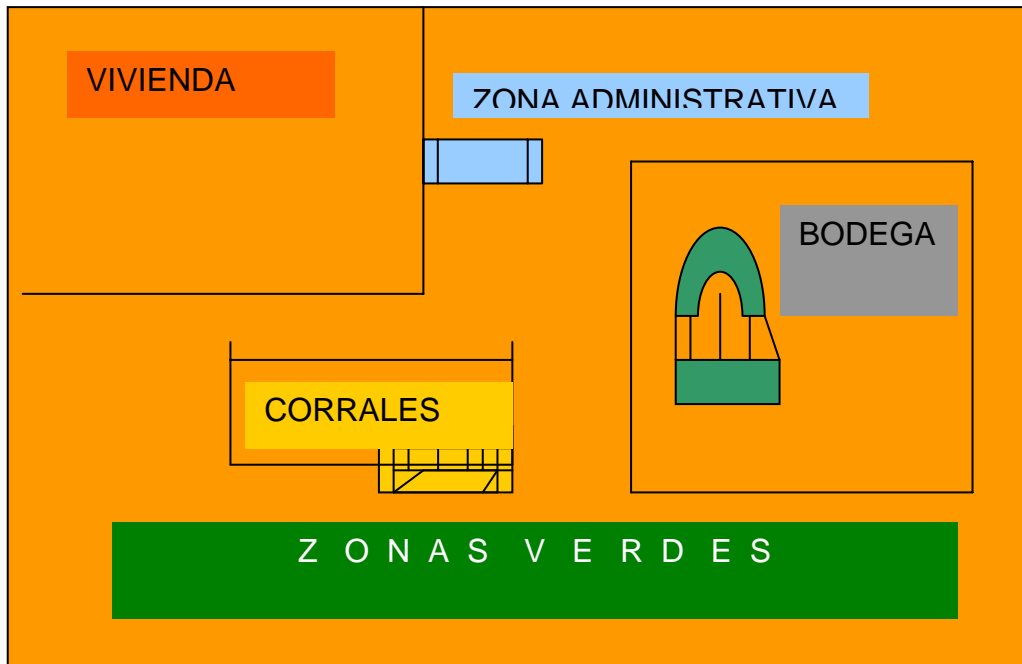 VIVIENDA
ZONA ADMINISTRATIVA
BODEGA
CORRALES
Z O N A S V E R D E S